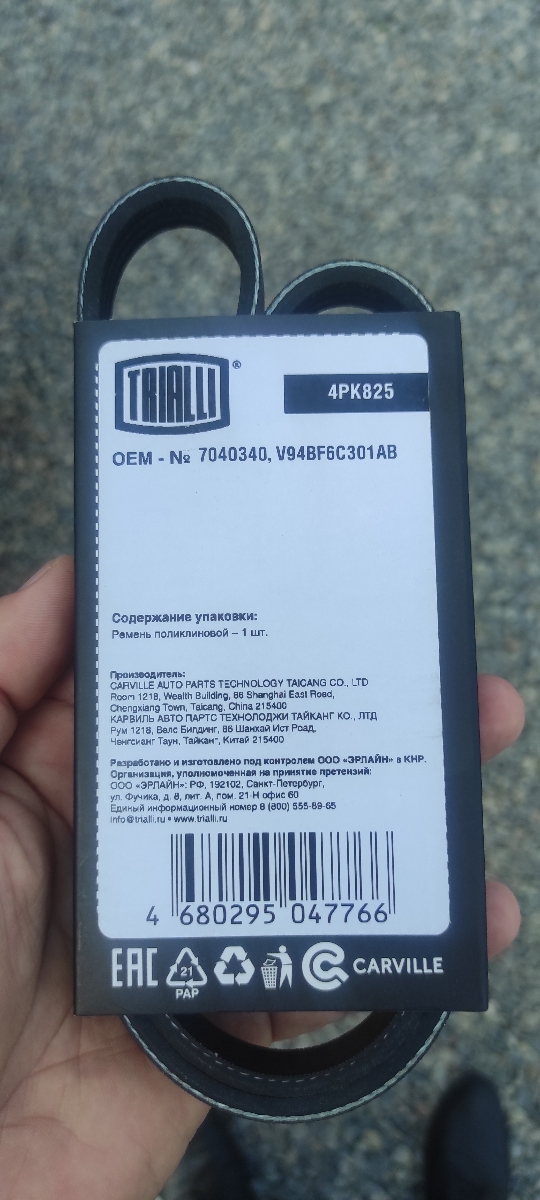 TRIALLI ®
4PK825
OEM - № 7040340, V94BF6C301AB
Содержание упаковки:
Ремень поликлиновой – 1 шт.
Производитель:
CARVILLE AUTO PARTS TECHNOLOGY TAICANG CO., LTD
Room 1218, Wealth Building, 88 Shanghai East Road,
Chengxiang Town, Taicang, China 215400
КАРВИЛЬ АВТО ПАРТС ТЕХНОЛОДЖИ ТАЙКАНГ КО., ЛТД
Рум 1218, Велс Билдинг, 88 Шанхай Ист Роад,
Ченгсианг Таун, Тайканг, Китай 215400
Разработано и изготовлено под контролем ООО «ЭРЛАЙН» в КНР.
Организация, уполномоченная на принятие претензий:
ООО «ЭРЛАЙН»: РФ, 192102, Санкт-Петербург,
ул. Фучика, д. 8, лит. А, пом. 21-Н офис 60
Единый информационный номер 8 (800) 555-89-65
info@trialli.ru • www.trialli.ru
4 680295 047766
EAC
21
PAP
CARVILLE